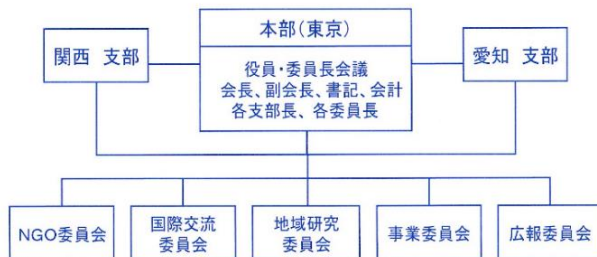 本部（東京）
関西 支部
愛知 支部
役員・委員長会議
会長、副会長、書記、会計
各支部長、各委員長
NGO委員会
国際交流
委員会
地域研究
委員会
事業委員会
広報委員会